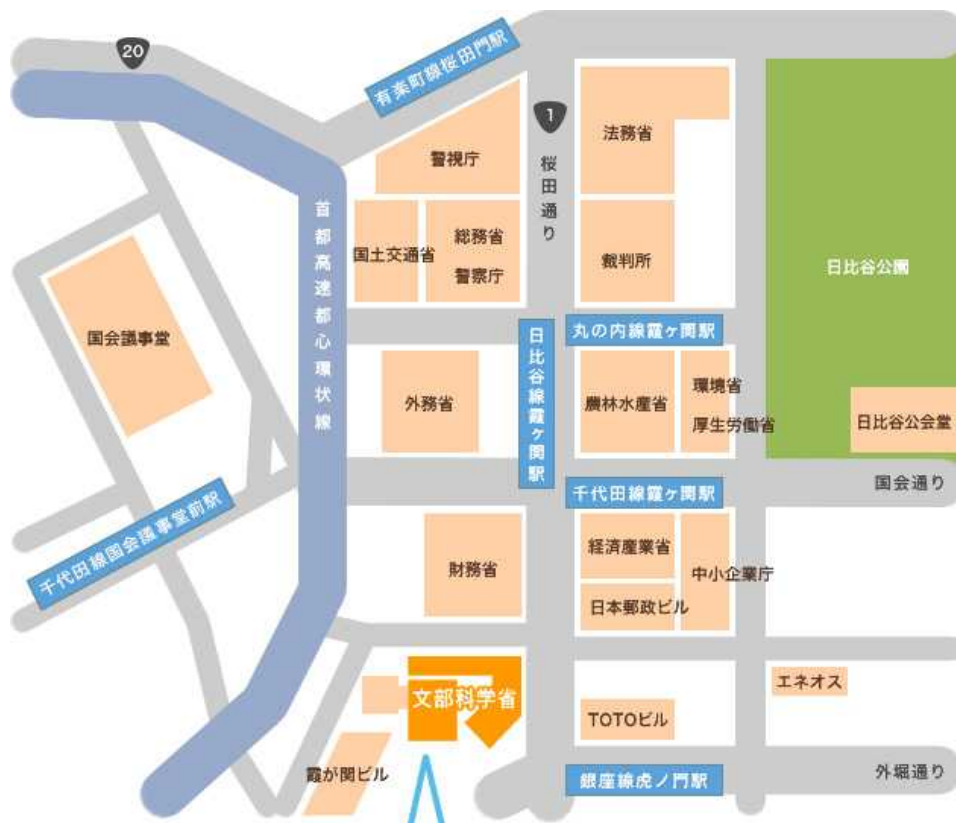 20
有楽町線桜田門駅
1
桜田通り
法務省
警視庁
首都高速都心環状線
国土交通省
総務省
警察庁
裁判所
日比谷公園
国会議事堂
丸の内線霞ヶ関駅
日比谷線霞ヶ関駅
外務省
農林水産省
環境省
厚生労働省
日比谷公会堂
国会通り
千代田線霞ヶ関駅
千代田線国会議事堂前駅
財務省
経済産業省
中小企業庁
日本郵政ビル
文部科学省
エネオス
TOTOビル
霞が関ビル
銀座線虎ノ門駅
外堀通り